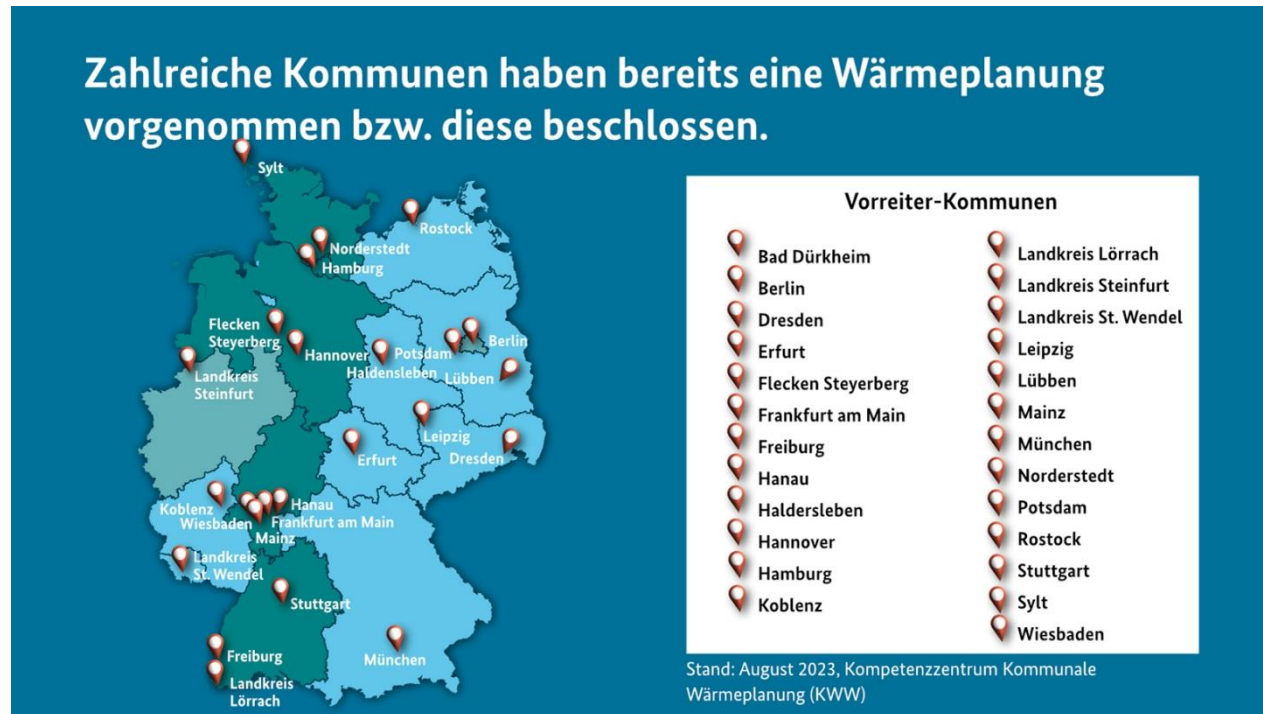 Zahlreiche Kommunen haben bereits eine Wärmeplanung
vorgenommen bzw. diese beschlossen.
Sylt
Rostock
Norderstedt
Hamburg
Flecken
Steyerberg
Hannover
Potsdam
Berlin
Haldensleben
Lübben
Landkreis
Steinfurt
Leipzig
Erfurt
Dresden
Koblenz
Hanau
Wiesbaden
Frankfurt am Main
Mainz
Landkreis
St. Wendel
Stuttgart
Freiburg
München
Landkreis
Lörrach
Vorreiter-Kommunen
Bad Dürkheim
Berlin
Dresden
Erfurt
Flecken Steyerberg
Frankfurt am Main
Freiburg
Hanau
Haldersleben
Hannover
Hamburg
Koblenz
Landkreis Lörrach
Landkreis Steinfurt
Landkreis St. Wendel
Leipzig
Lübben
Mainz
München
Norderstedt
Potsdam
Rostock
Stuttgart
Sylt
Wiesbaden
Stand: August 2023, Kompetenzzentrum Kommunale
Wärmeplanung (KWW)